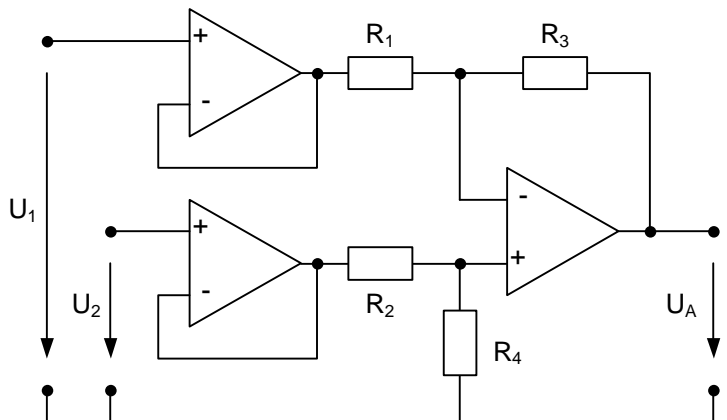 R₁
R₃
+
-
U₁
-
+
+
-
U₂
R₂
R₄
U_A